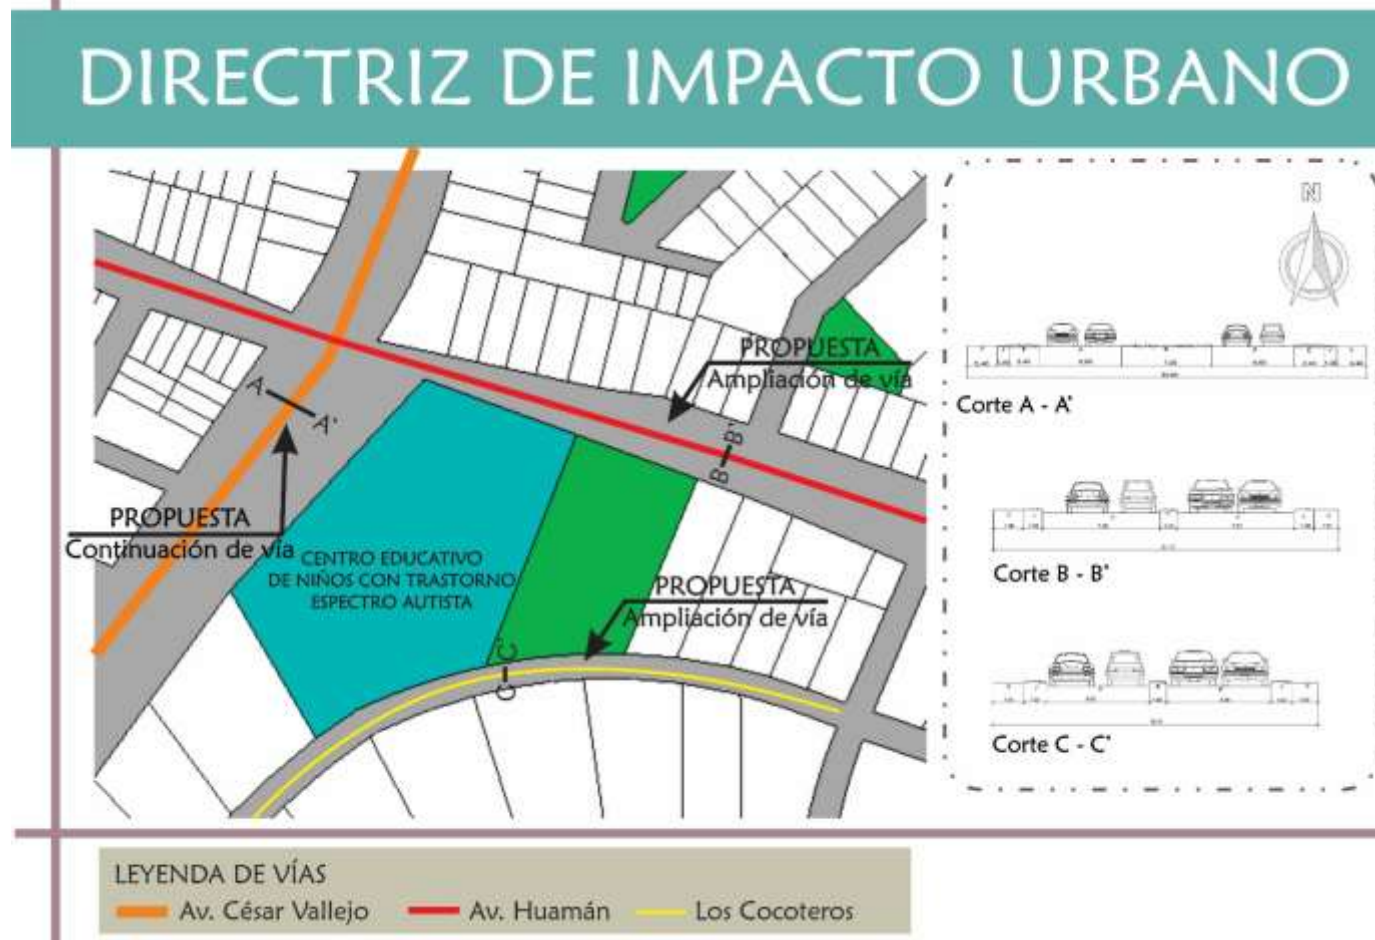 DIRECTRIZ DE IMPACTO URBANO
N
PROPUESTA
Ampliación de vía
A - A'
B - B'
PROPUESTA
Continuación de vía
CENTRO EDUCATIVO
DE NIÑOS CON TRASTORNO
ESPECTRO AUTISTA
PROPUESTA
Ampliación de vía
C - C'
Corte A - A'
Corte B - B'
Corte C - C'
LEYENDA DE VÍAS
Av. César Vallejo
Av. Huamán
Los Cocoteros